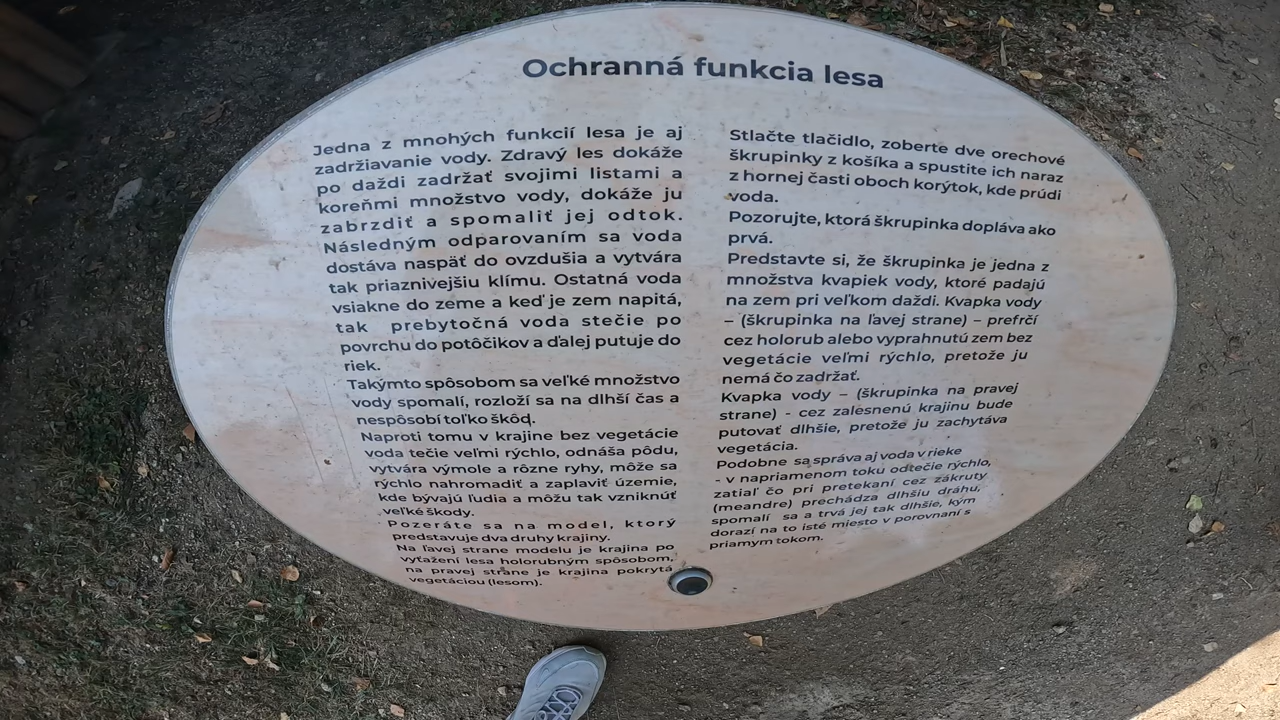 Ochranná funkcia lesa
Jedna z mnohých funkcií lesa je aj
zadržiavanie vody. Zdravý les dokáže
po daždi zadržať svojimi listami a
koreňmi množstvo vody, dokáže ju
zabrzdiť a spomaliť jej odtok.
Následným odparovaním sa voda
dostáva naspäť do ovzdušia a vytvára
tak priaznivejšiu klímu. Ostatná voda
vsiakne do zeme a keď je zem napitá,
tak prebytočná voda stečie po
povrchu do potôčikov a ďalej putuje do
riek.
Takýmto spôsobom sa veľké množstvo
vody spomalí, rozloží sa na dlhší čas a
nespôsobí toľko škôd.
Naproti tomu v krajine bez vegetácie
voda tečie veľmi rýchlo, odnáša pôdu,
vytvára výmole a rôzne ryhy, môže sa
rýchlo nahromadiť a zaplaviť územie,
kde bývajú ľudia a môžu tak vzniknúť
veľké škody.
Pozeráte sa na model, ktorý
predstavuje dva druhy krajiny.
Na ľavej strane modelu je krajina po
vyťažení lesa holorubným spôsobom,
na pravej strane je krajina pokrytá
vegetáciou (lesom).
Stlačte tlačidlo, zoberte dve orechové
škrupinky z košíka a spustite ich naraz
z hornej časti oboch korýtok, kde prúdi
voda.
Pozorujte, ktorá škrupinka dopláva ako
prvá.
Predstavte si, že škrupinka je jedna z
množstva kvapiek vody, ktoré padajú
na zem pri veľkom daždi. Kvapka vody
– (škrupinka na ľavej strane) – prefrčí
cez holorub alebo vyprahnutú zem bez
vegetácie veľmi rýchlo, pretože ju
nemá čo zadržať.
Kvapka vody – (škrupinka na pravej
strane) - cez zalesnenú krajinu bude
putovať dlhšie, pretože ju zachytáva
vegetácia.
Podobne sa správa aj voda v rieke
- v napriamenom toku odtečie rýchlo,
zatiaľ čo pri pretekaní cez zákruty
(meandre) prechádza dlhšiu dráhu,
spomalí sa a trvá jej tak dlhšie, kým
dorazí na to isté miesto v porovnaní s
priamym tokom.